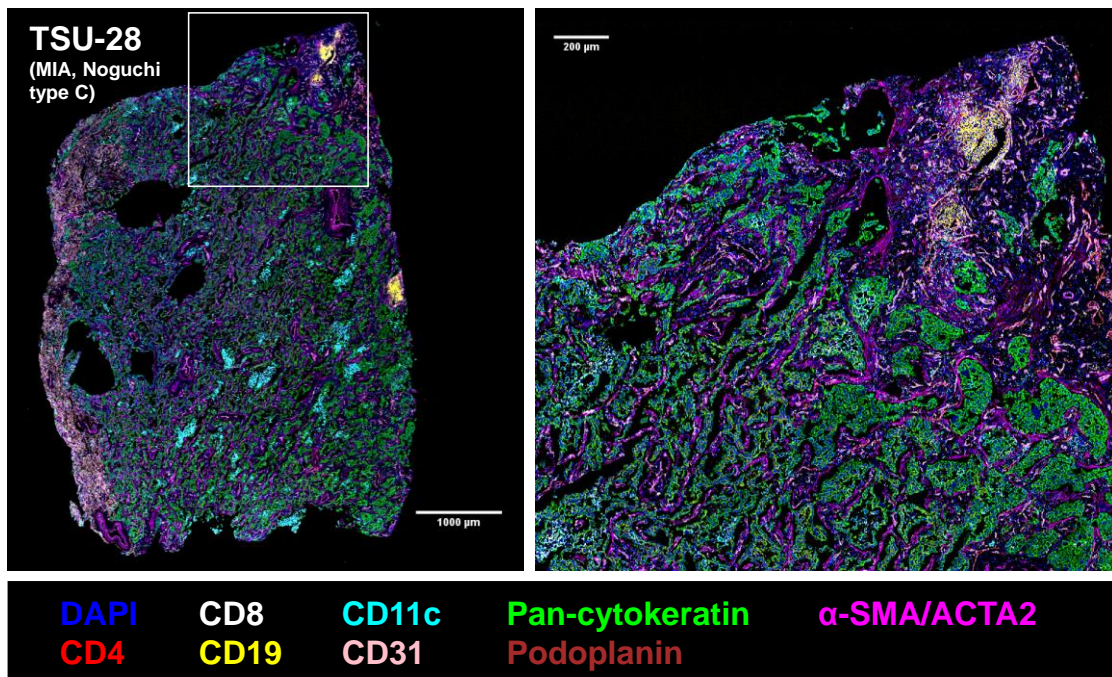 TSU-28
(MIA, Noguchi
type C)
1000 µm
200 µm
DAPI CD8 CD11c Pan-cytokeratin α-SMA/ACTA2
CD4 CD19 CD31 Podoplanin